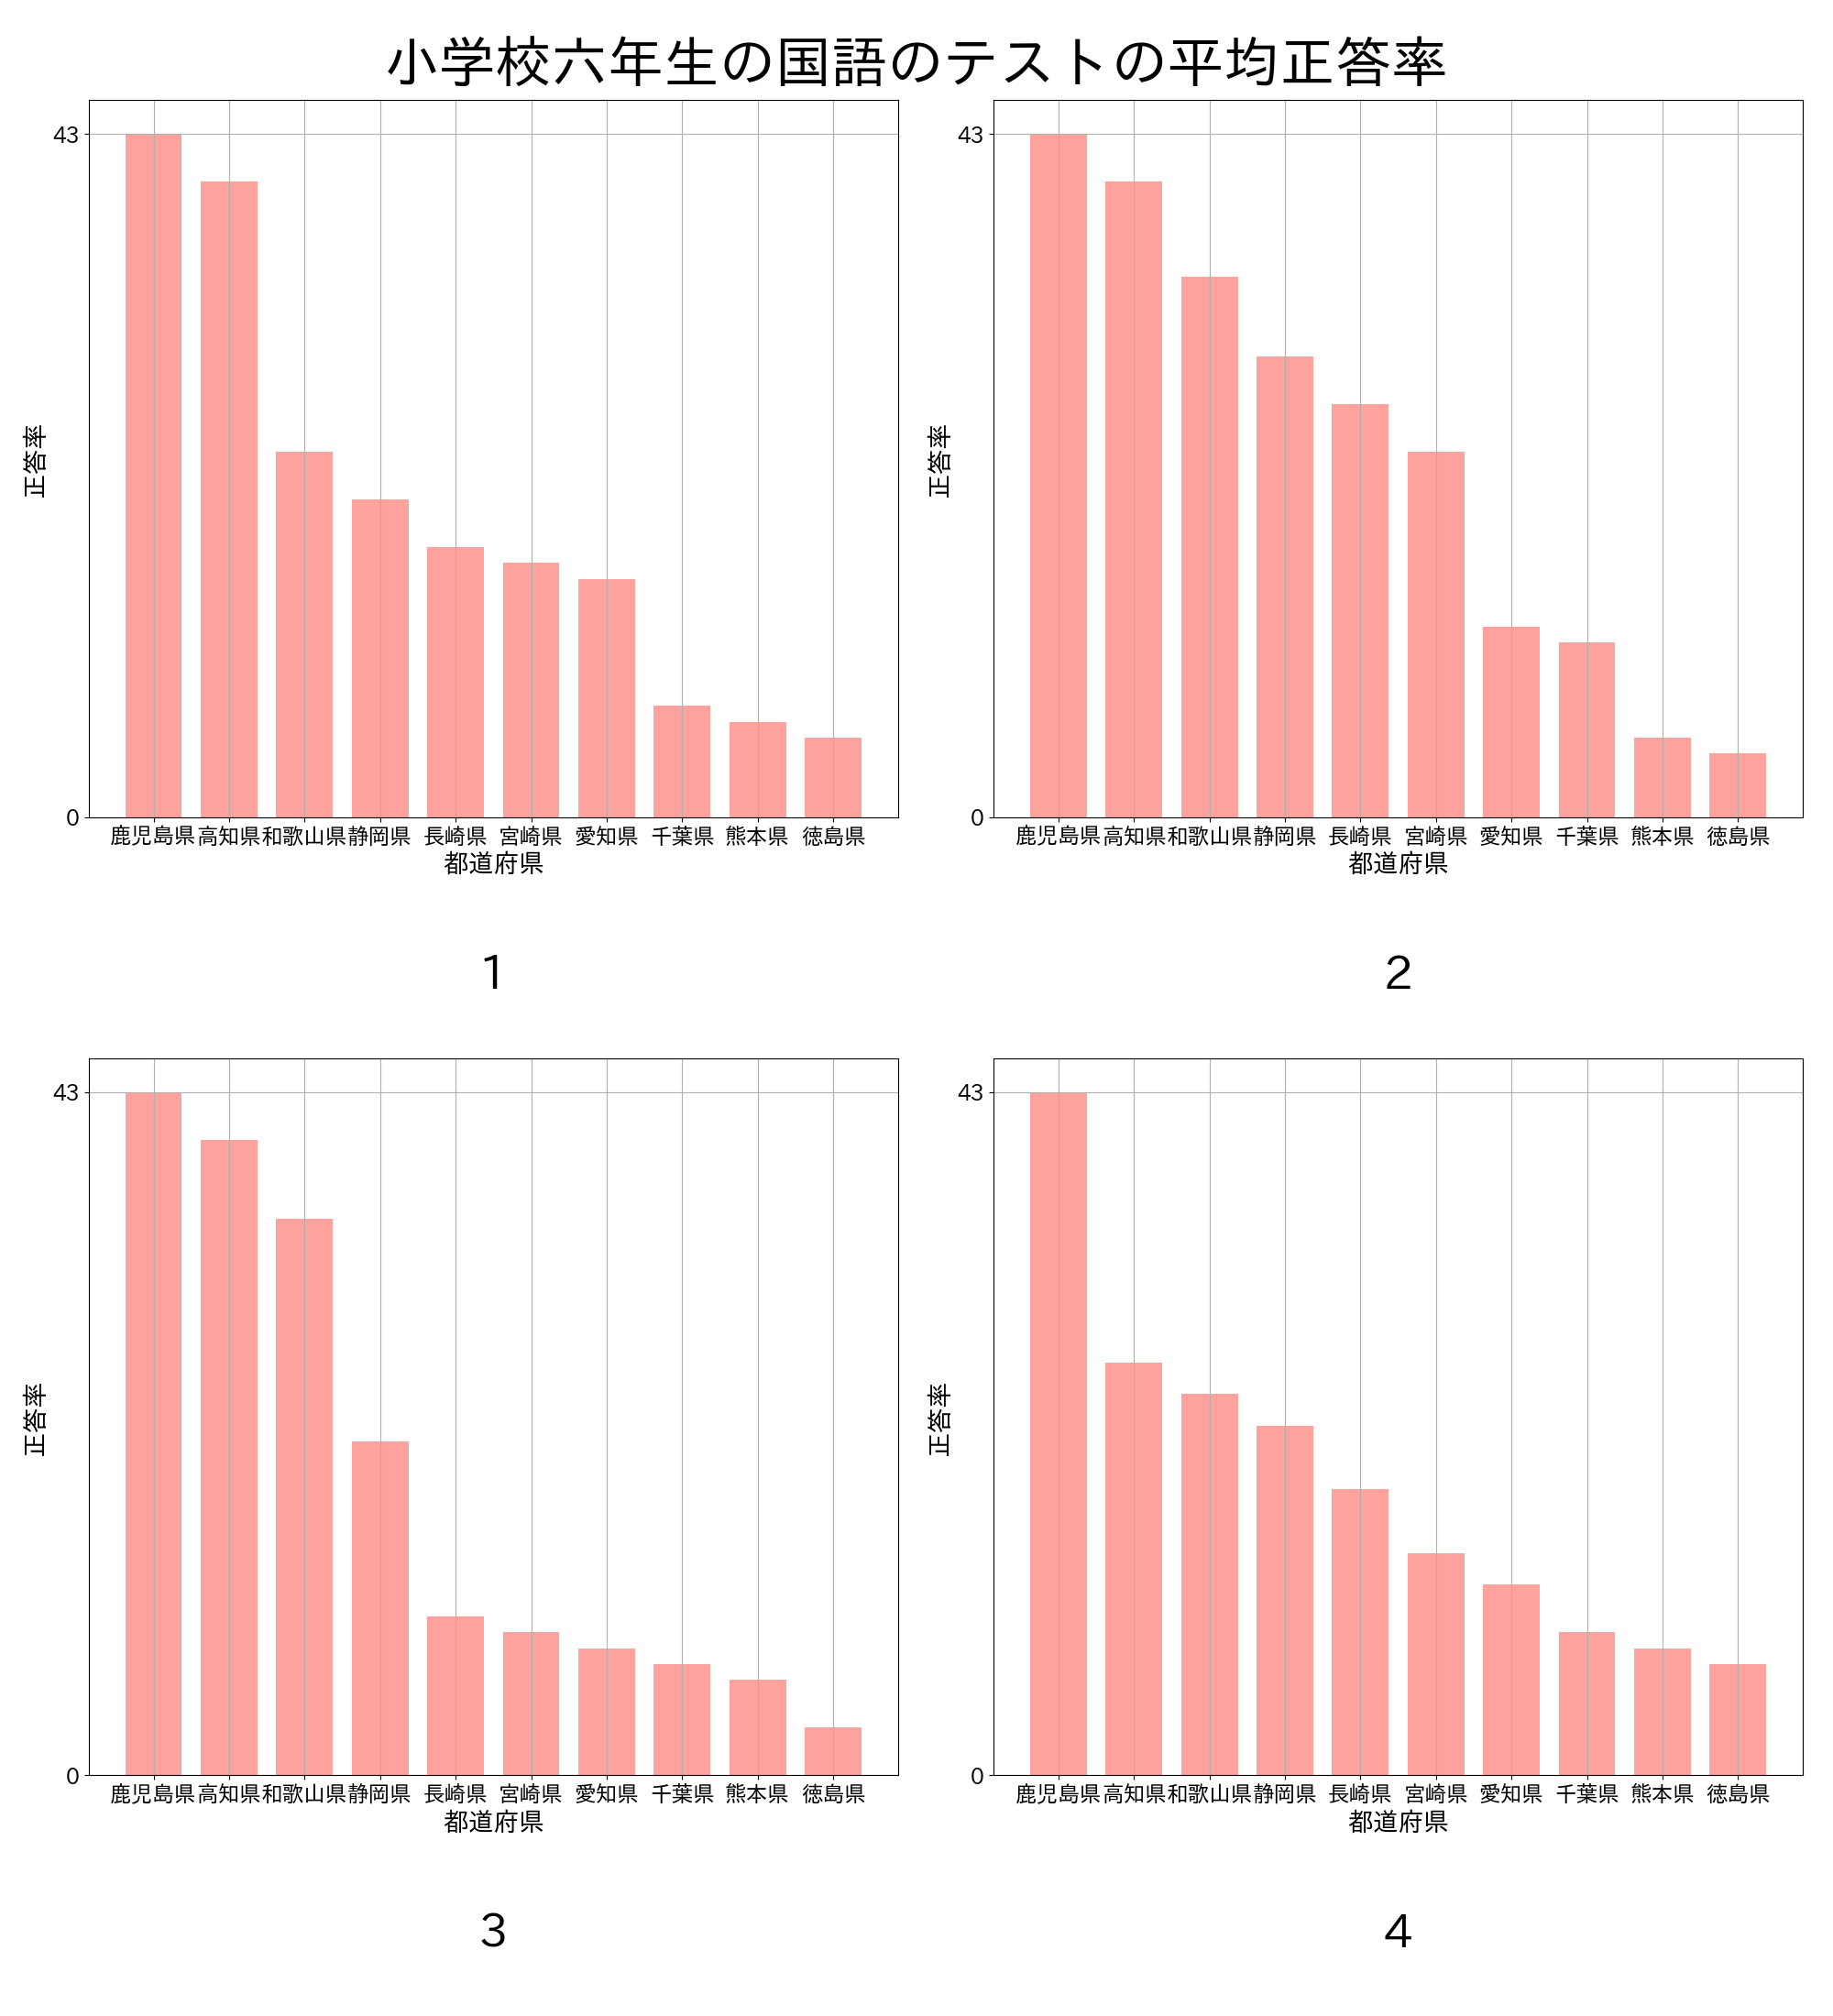 小学校六年生の国語のテストの平均正答率
43
0
正答率
鹿児島県 高知県 和歌山県 静岡県 長崎県 宮崎県 愛知県 千葉県 熊本県 徳島県
都道府県
1
43
0
正答率
鹿児島県 高知県 和歌山県 静岡県 長崎県 宮崎県 愛知県 千葉県 熊本県 徳島県
都道府県
2
43
0
正答率
鹿児島県 高知県 和歌山県 静岡県 長崎県 宮崎県 愛知県 千葉県 熊本県 徳島県
都道府県
3
43
0
正答率
鹿児島県 高知県 和歌山県 静岡県 長崎県 宮崎県 愛知県 千葉県 熊本県 徳島県
都道府県
4